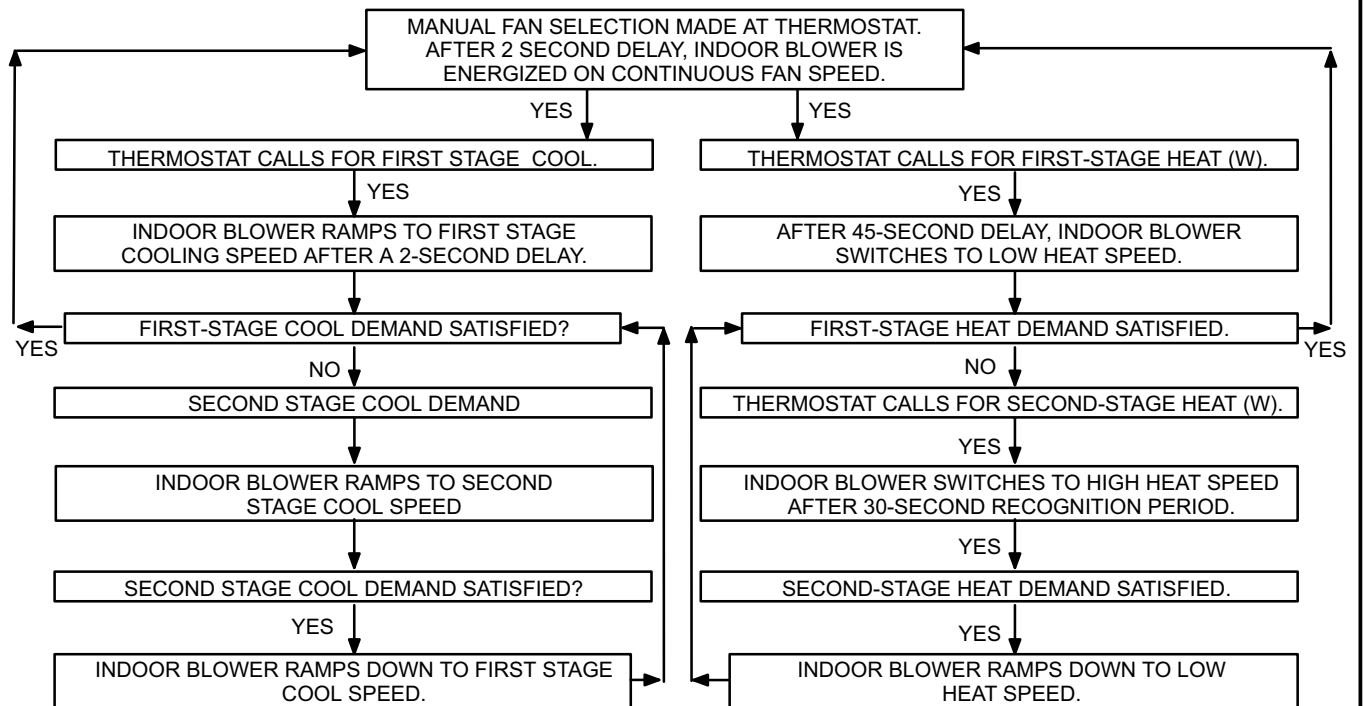 MANUAL FAN SELECTION MADE AT THERMOSTAT.
AFTER 2 SECOND DELAY, INDOOR BLOWER IS
ENERGIZED ON CONTINUOUS FAN SPEED.
YES
YES
THERMOSTAT CALLS FOR FIRST STAGE COOL.
THERMOSTAT CALLS FOR FIRST-STAGE HEAT (W).
YES
YES
INDOOR BLOWER RAMPS TO FIRST STAGE
COOLING SPEED AFTER A 2-SECOND DELAY.
AFTER 45-SECOND DELAY, INDOOR BLOWER
SWITCHES TO LOW HEAT SPEED.
FIRST-STAGE COOL DEMAND SATISFIED?
YES
FIRST-STAGE HEAT DEMAND SATISFIED.
YES
NO
NO
SECOND STAGE COOL DEMAND
THERMOSTAT CALLS FOR SECOND-STAGE HEAT (W).
YES
INDOOR BLOWER RAMPS TO SECOND
STAGE COOL SPEED
INDOOR BLOWER SWITCHES TO HIGH HEAT SPEED
AFTER 30-SECOND RECOGNITION PERIOD.
YES
SECOND STAGE COOL DEMAND SATISFIED?
SECOND-STAGE HEAT DEMAND SATISFIED.
YES
YES
INDOOR BLOWER RAMPS DOWN TO FIRST STAGE
COOL SPEED.
INDOOR BLOWER RAMPS DOWN TO LOW
HEAT SPEED.